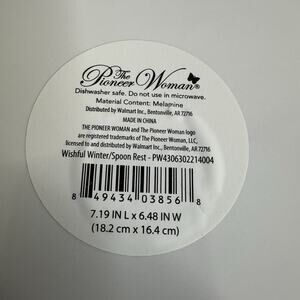 The
Pioneer Woman®
Dishwasher safe. Do not use in microwave.
Material Content: Melamine
Distributed by Walmart Inc., Bentonville, AR 72716
MADE IN CHINA
THE PIONEER WOMAN and The Pioneer Woman logo
are registered trademarks of The Pioneer Woman, LLC.
licensed to and distributed by Walmart Inc., Bentonville, AR 72716
Wishful Winter/Spoon Rest - PW4306302214004
8 49434 03856 8
7.19 IN L x 6.48 IN W
(18.2 cm x 16.4 cm)